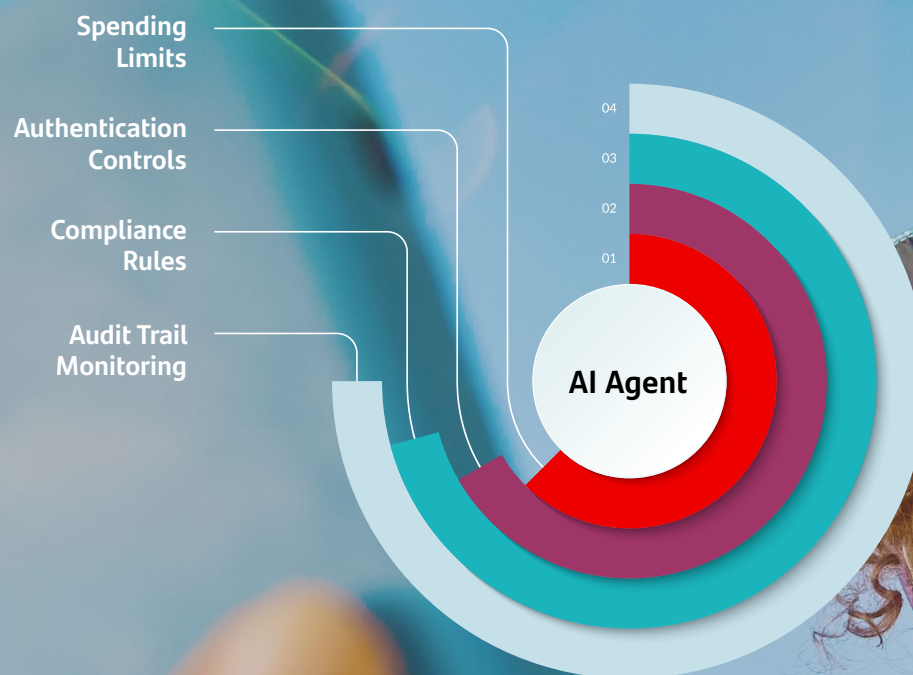 Spending
Limits
Authentication
Controls
Compliance
Rules
Audit Trail
Monitoring
04
03
02
01
AI Agent